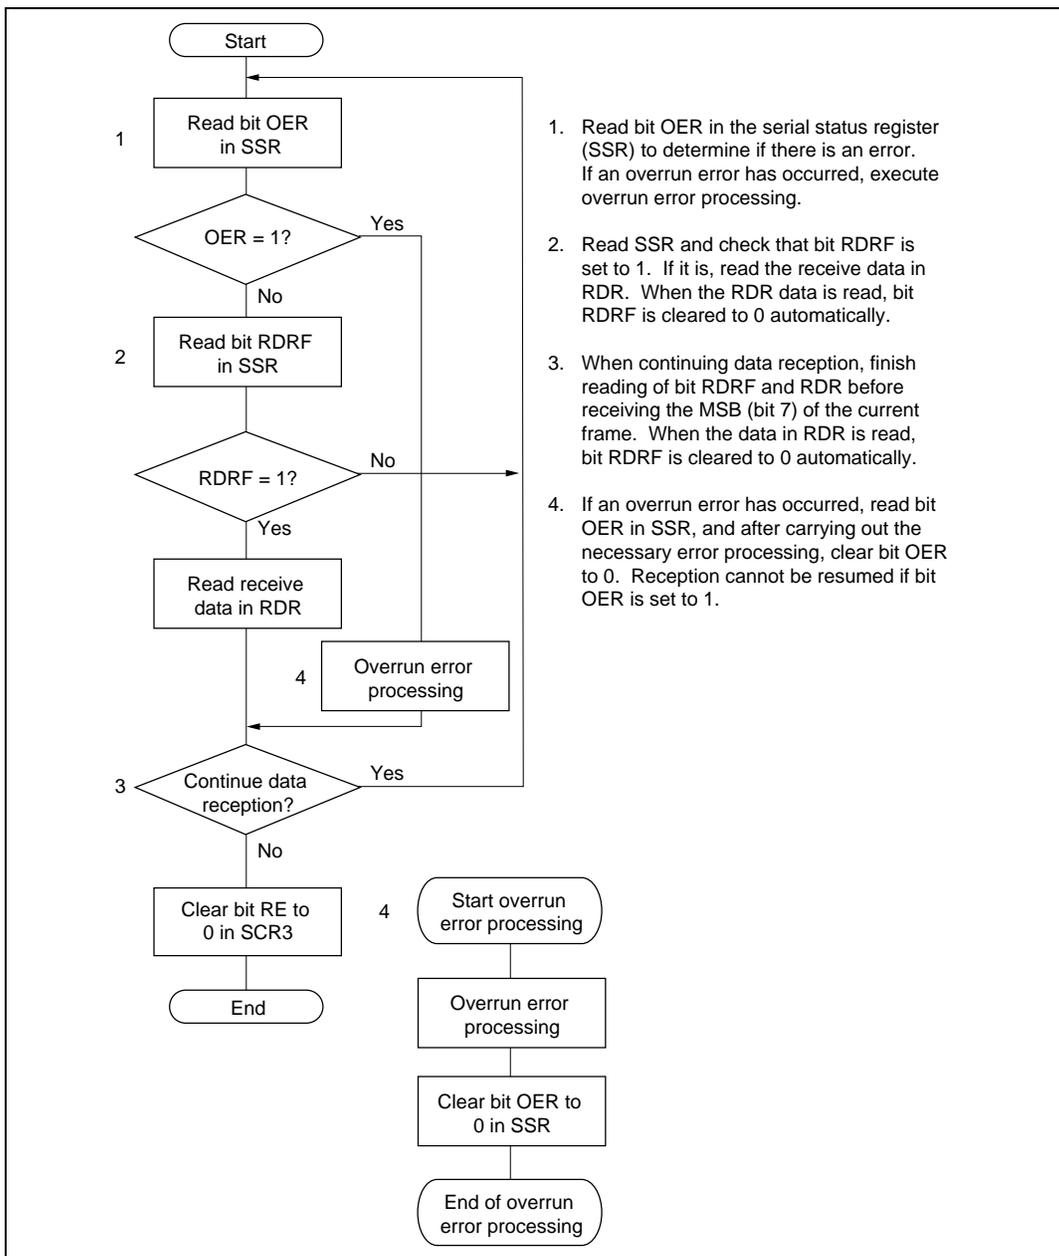 Start
1
Read bit OER
in SSR
OER = 1?
Yes
No
2
Read bit RDRF
in SSR
RDRF = 1?
No
Yes
Read receive
data in RDR
4
Overrun error
processing
3
Continue data
reception?
Yes
No
Clear bit RE to
0 in SCR3
End
4
Start overrun
error processing
Overrun error
processing
Clear bit OER to
0 in SSR
End of overrun
error processing
1. Read bit OER in the serial status register
(SSR) to determine if there is an error.
If an overrun error has occurred, execute
overrun error processing.
2. Read SSR and check that bit RDRF is
set to 1. If it is, read the receive data in
RDR. When the RDR data is read, bit
RDRF is cleared to 0 automatically.
3. When continuing data reception, finish
reading of bit RDRF and RDR before
receiving the MSB (bit 7) of the current
frame. When the data in RDR is read,
bit RDRF is cleared to 0 automatically.
4. If an overrun error has occurred, read bit
OER in SSR, and after carrying out the
necessary error processing, clear bit OER
to 0. Reception cannot be resumed if bit
OER is set to 1.